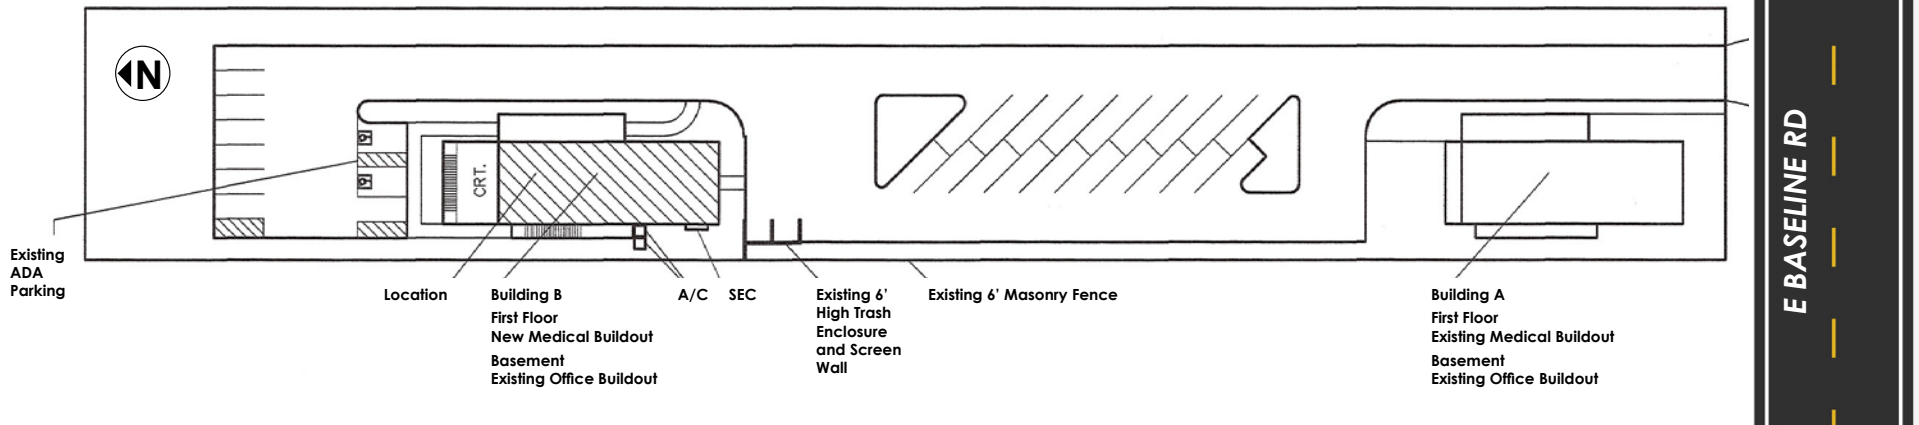 N
CRT.
E BASELINE RD
Existing
ADA
Parking
Location
Building B
First Floor
New Medical Buildout
Basement
Existing Office Buildout
A/C
SEC
Existing 6’
High Trash
Enclosure
and Screen
Wall
Existing 6’ Masonry Fence
Building A
First Floor
Existing Medical Buildout
Basement
Existing Office Buildout